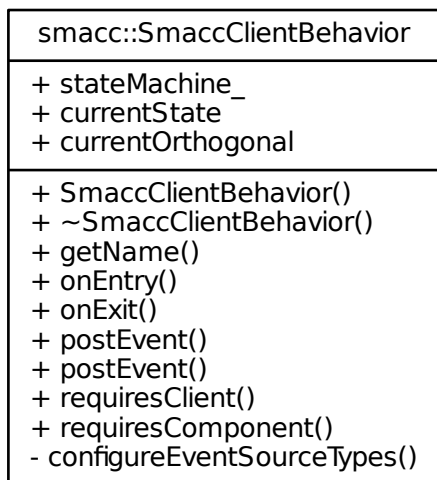 smacc::SmaccClientBehavior
+ stateMachine_
+ currentState
+ currentOrthogonal
+ SmaccClientBehavior()
+ ~SmaccClientBehavior()
+ getName()
+ onEntry()
+ onExit()
+ postEvent()
+ postEvent()
+ requiresClient()
+ requiresComponent()
- configureEventSourceTypes()